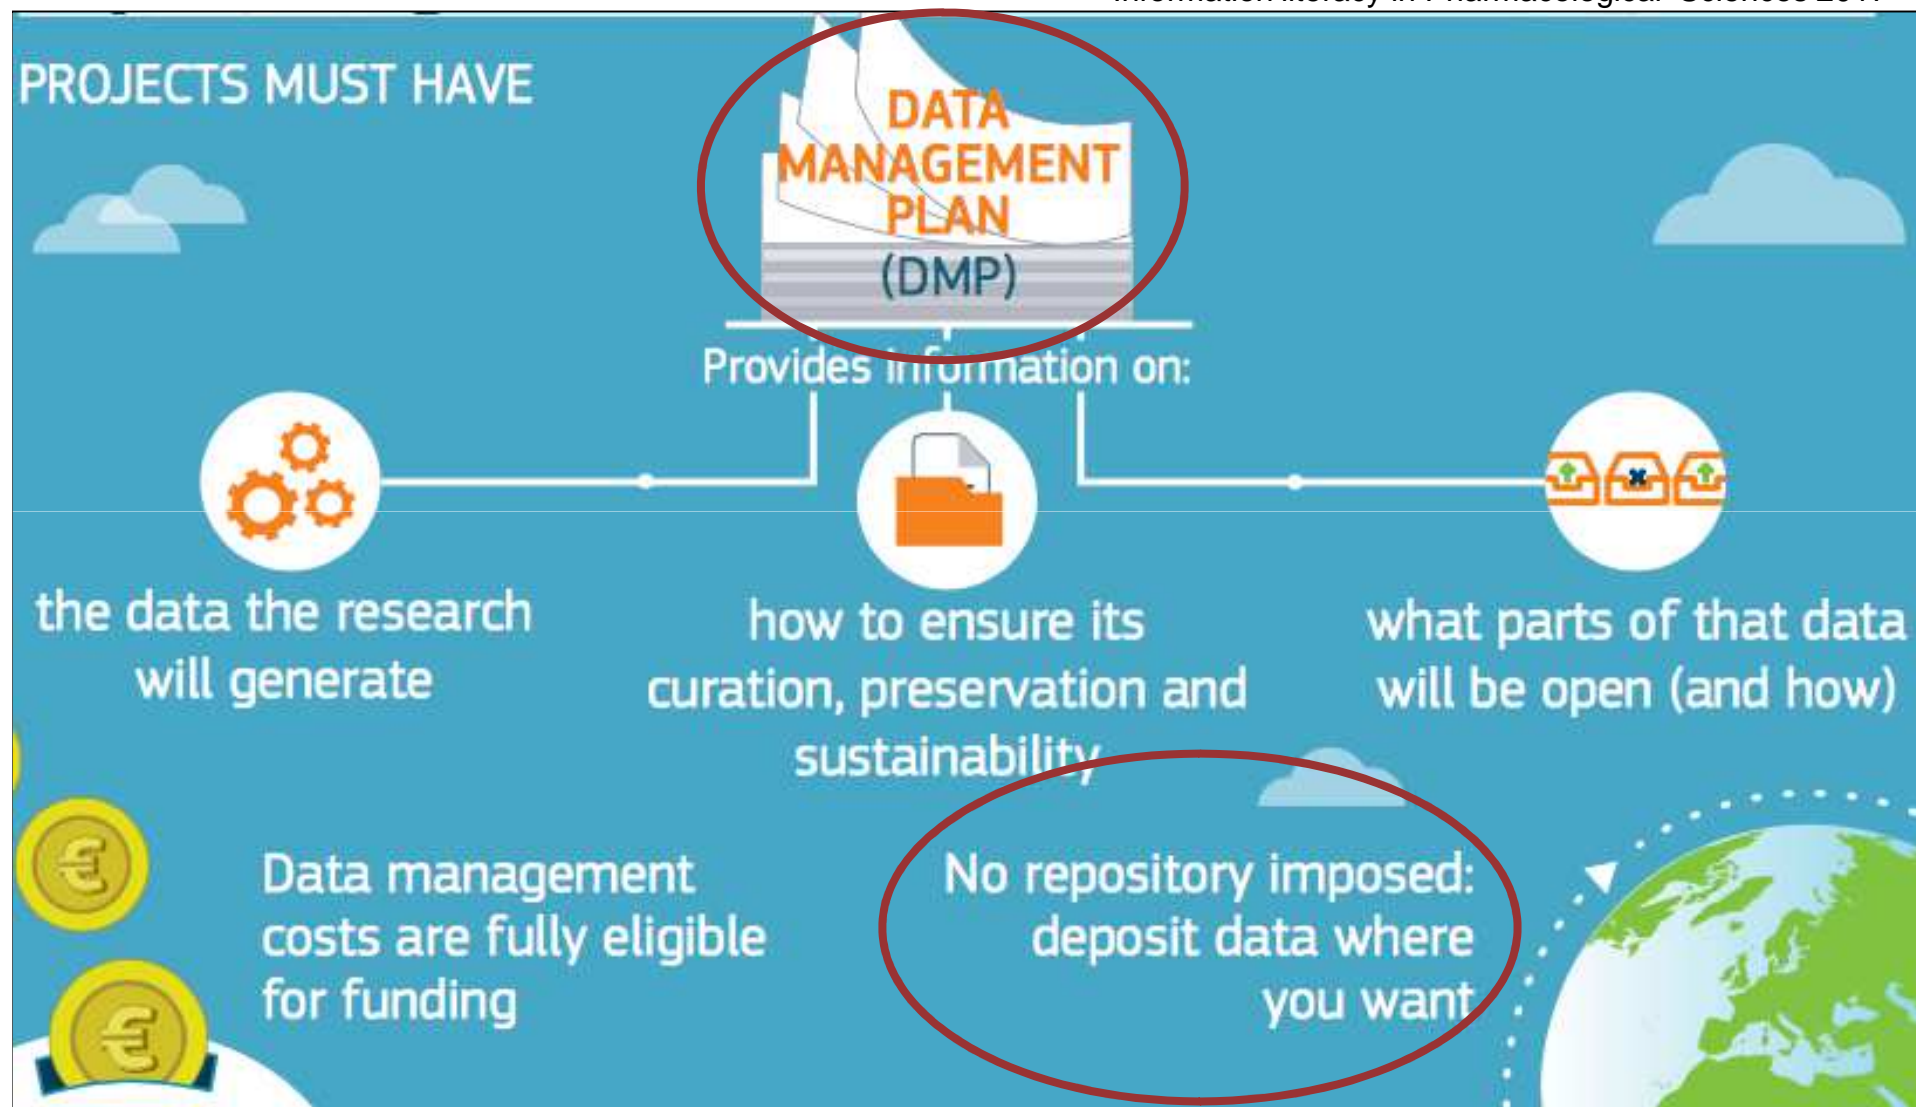 PROJECTS MUST HAVE
DATA
MANAGEMENT
PLAN
(DMP)
Provides information on:
the data the research
will generate
how to ensure its
curation, preservation and
sustainability
what parts of that data
will be open (and how)
Data management
costs are fully eligible
for funding
No repository imposed:
deposit data where
you want
€
€